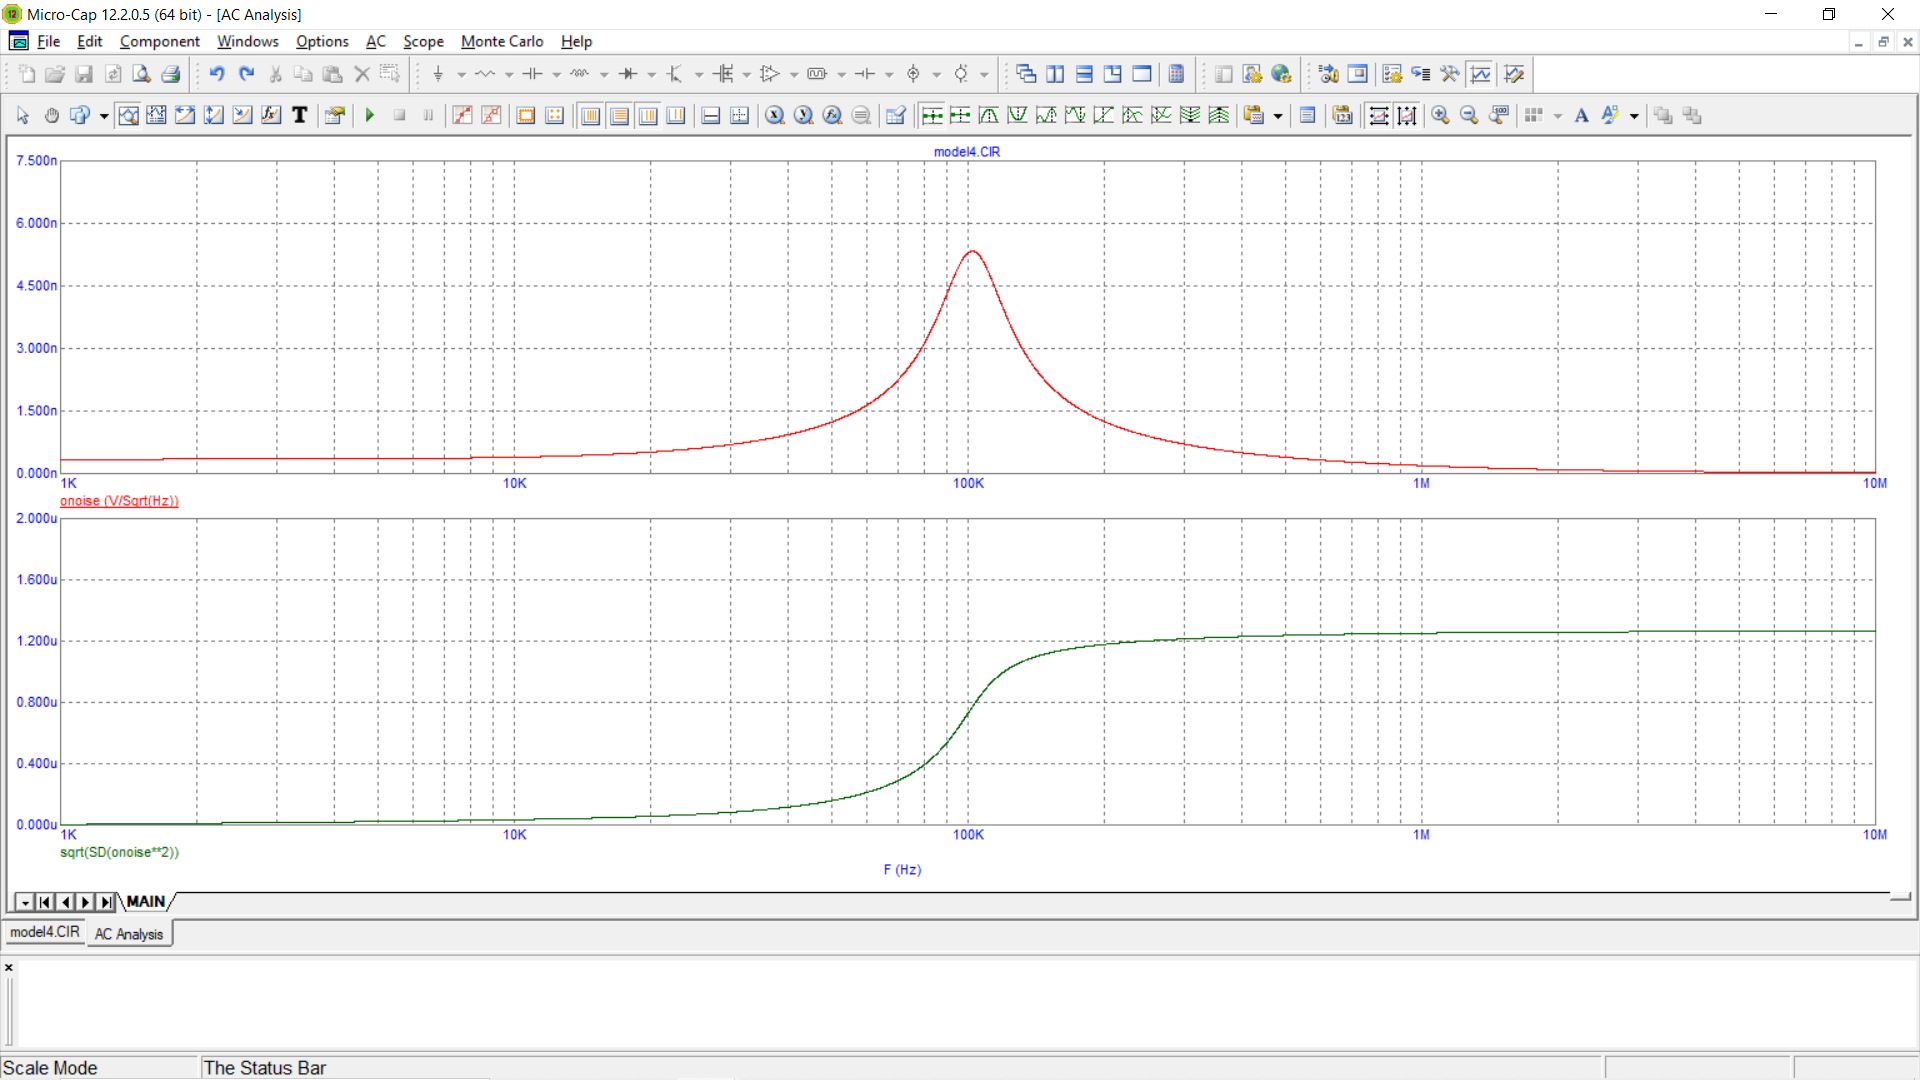 Micro-Cap 12.2.0.5 (64 bit) - [AC Analysis]
File Edit Component Windows Options AC Scope Monte Carlo Help
model4.CIR
7.500n
6.000n
4.500n
3.000n
1.500n
0.000n
1K 10K 100K 1M 10M
onoise (V/Sqrt(Hz))
2.000u
1.600u
1.200u
0.800u
0.400u
0.000u
1K 10K 100K 1M 10M
sqrt(SD(onoise**2))
F (Hz)
MAIN
model4.CIR AC Analysis
Scale Mode The Status Bar